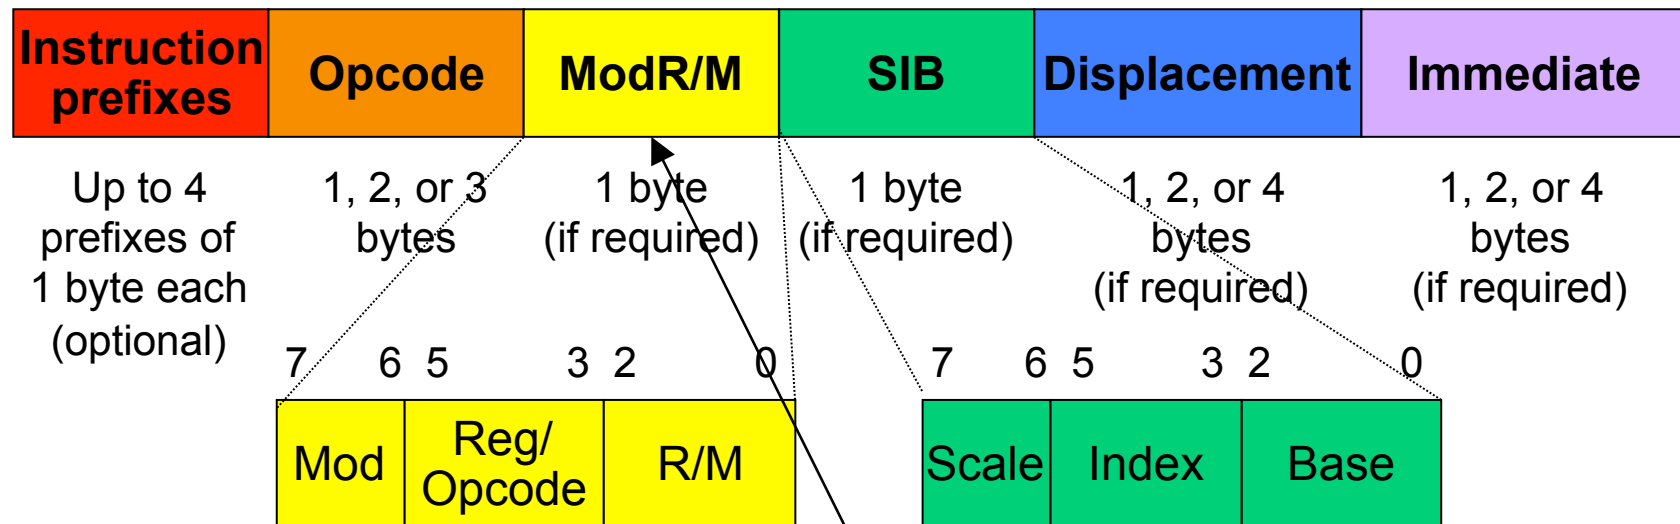 Instruction prefixes
Opcode
ModR/M
SIB
Displacement
Immediate
Up to 4
prefixes of
1 byte each
(optional)
1, 2, or 3
bytes
1 byte
(if required)
1 byte
(if required)
1, 2, or 4
bytes
(if required)
1, 2, or 4
bytes
(if required)
7 6 5 3 2 0
7 6 5 3 2 0
Mod
Reg/
Opcode
R/M
Scale
Index
Base